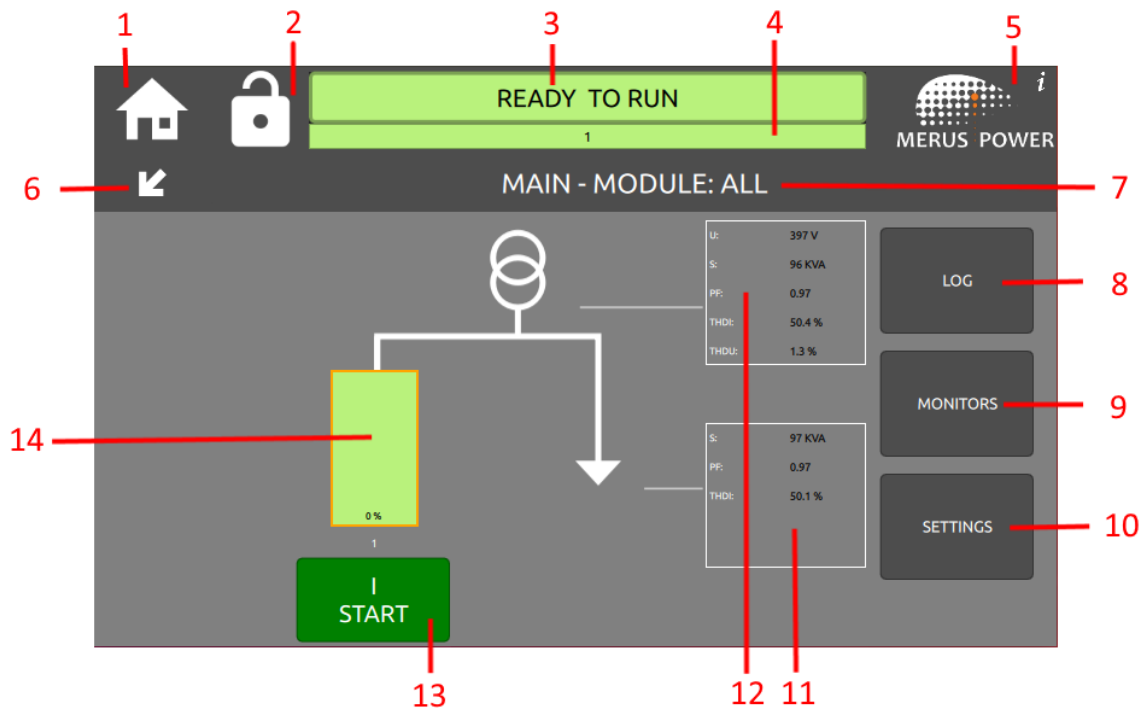 1
2
3
4
5
READY TO RUN
i
1
MERUS POWER
6
MAIN - MODULE: ALL
7
U: 397 V
S: 96 KVA
PF: 0.97
THDI: 50.4 %
THDU: 1.3 %
LOG
8
MONITORS
9
14
S: 97 KVA
PF: 0.97
THDI: 50.1 %
0 %
1
SETTINGS
10
I
START
13
12
11